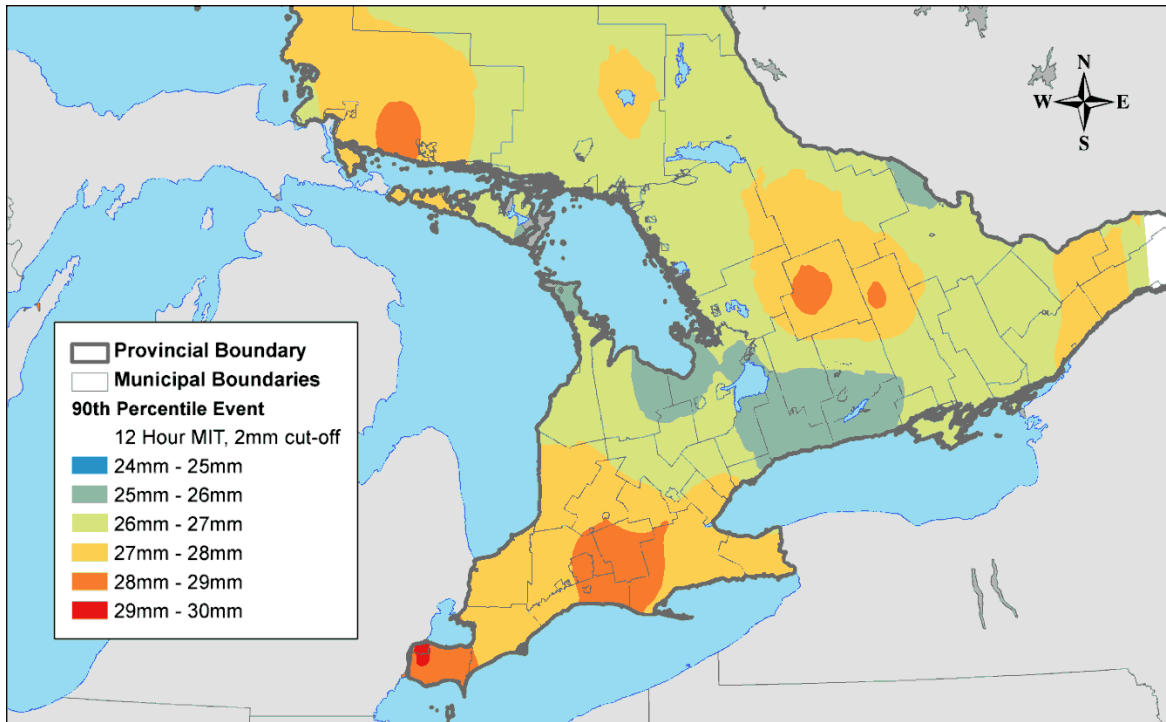 N
W E
S
Provincial Boundary
Municipal Boundaries
90th Percentile Event
12 Hour MIT, 2mm cut-off
24mm - 25mm
25mm - 26mm
26mm - 27mm
27mm - 28mm
28mm - 29mm
29mm - 30mm